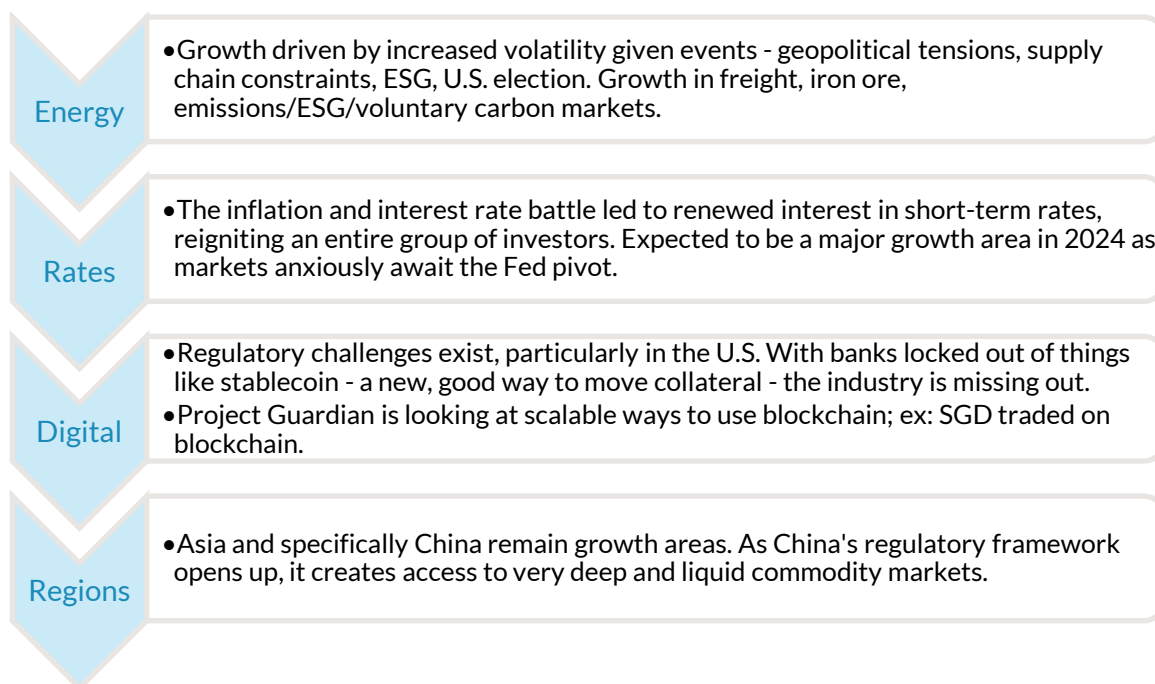 Energy
•Growth driven by increased volatility given events - geopolitical tensions, supply
chain constraints, ESG, U.S. election. Growth in freight, iron ore,
emissions/ESG/voluntary carbon markets.
Rates
•The inflation and interest rate battle led to renewed interest in short-term rates,
reigniting an entire group of investors. Expected to be a major growth area in 2024 as
markets anxiously await the Fed pivot.
Digital
•Regulatory challenges exist, particularly in the U.S. With banks locked out of things
like stablecoin - a new, good way to move collateral - the industry is missing out.
•Project Guardian is looking at scalable ways to use blockchain; ex: SGD traded on
blockchain.
Regions
•Asia and specifically China remain growth areas. As China's regulatory framework
opens up, it creates access to very deep and liquid commodity markets.